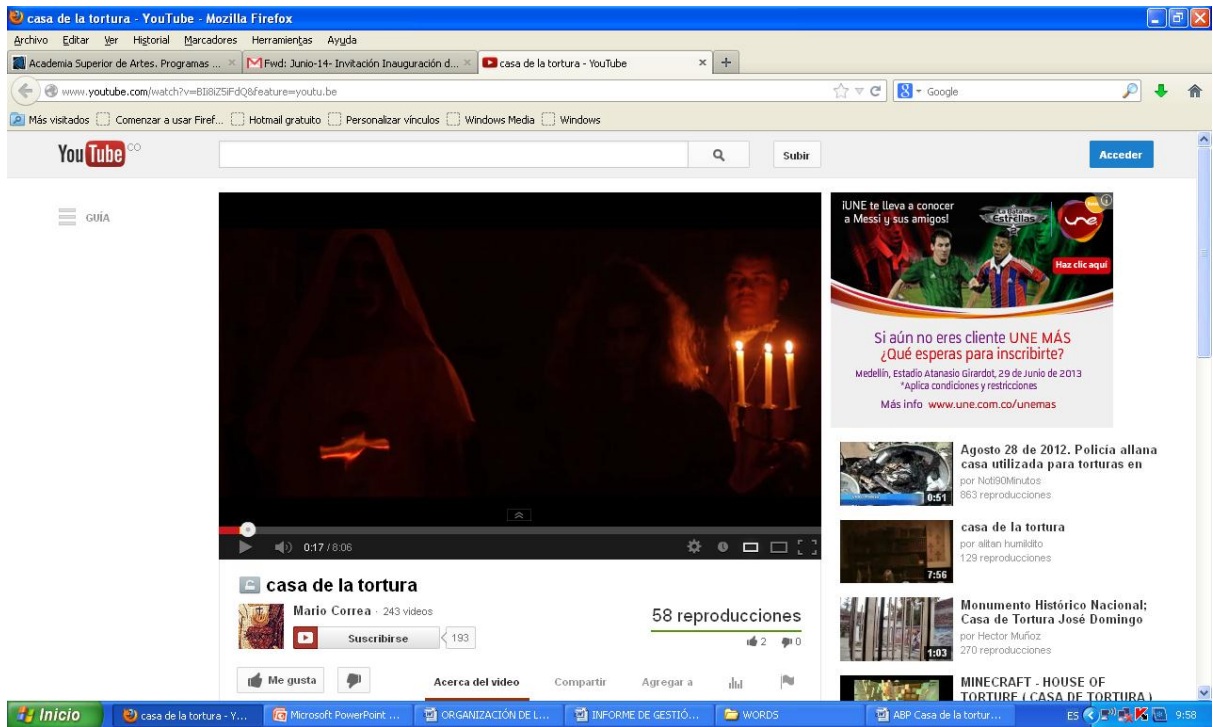 casa de la tortura - YouTube - Mozilla Firefox
Archivo Editar Ver Historial Marcadores Herramientas Ayuda
Academia Superior de Artes. Programas ... Fwd: Junio-14- Invitación Inauguración d... casa de la tortura - YouTube
www.youtube.com/watch?v=BIi8iZ5iFdQ&feature=youtu.be Google
Más visitados Comenzar a usar Firef... Hotmail gratuito Personalizar vínculos Windows Media Windows
YouTube CO Subir Acceder
GUÍA
¡UNE te lleva a conocer
a Messi y sus amigos!
La Batalla
Estrellas
une
Haz clic aquí
Si aún no eres cliente UNE MÁS
¿Qué esperas para inscribirte?
Medellín, Estadio Atanasio Girardot, 29 de Junio de 2013
*Aplica condiciones y restricciones
Más info www.une.com.co/unemas
0:17 / 8:06
casa de la tortura
Mario Correa · 243 videos
Suscribirse 193
58 reproducciones
2 0
Me gusta
Acerca del video Compartir Agregar a
Agosto 28 de 2012. Policía allana
casa utilizada para torturas en
por Noti90Minutos
863 reproducciones
0:51
casa de la tortura
por alitan humildito
129 reproducciones
7:56
Monumento Histórico Nacional;
Casa de Tortura José Domingo
por Hector Muñoz
270 reproducciones
1:03
MINECRAFT - HOUSE OF
TORTURE ( CASA DE TORTURA )
Inicio casa de la tortura - Y... Microsoft PowerPoint ... ORGANIZACIÓN DE L... INFORME DE GESTIÓ... WORDS ABP Casa de la tortur... ES 9:58